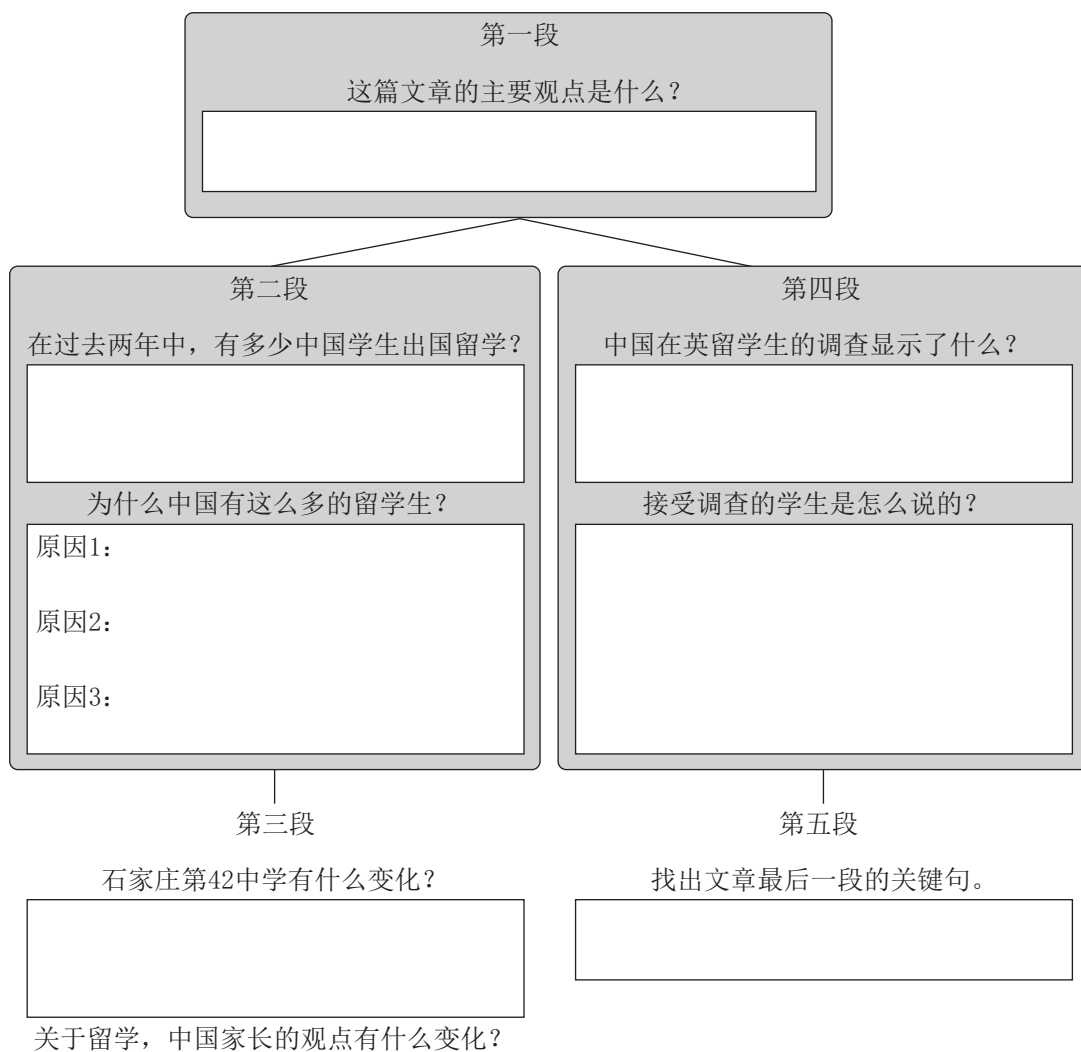 第一段
这篇文章的主要观点是什么？
第二段
在过去两年中，有多少中国学生出国留学？
为什么中国有这么多的留学生？
原因1：
原因2：
原因3：
第四段
中国在英留学生的调查显示了什么？
接受调查的学生是怎么说的？
第三段
石家庄第42中学有什么变化？
关于留学，中国家长的观点有什么变化？
第五段
找出文章最后一段的关键句。